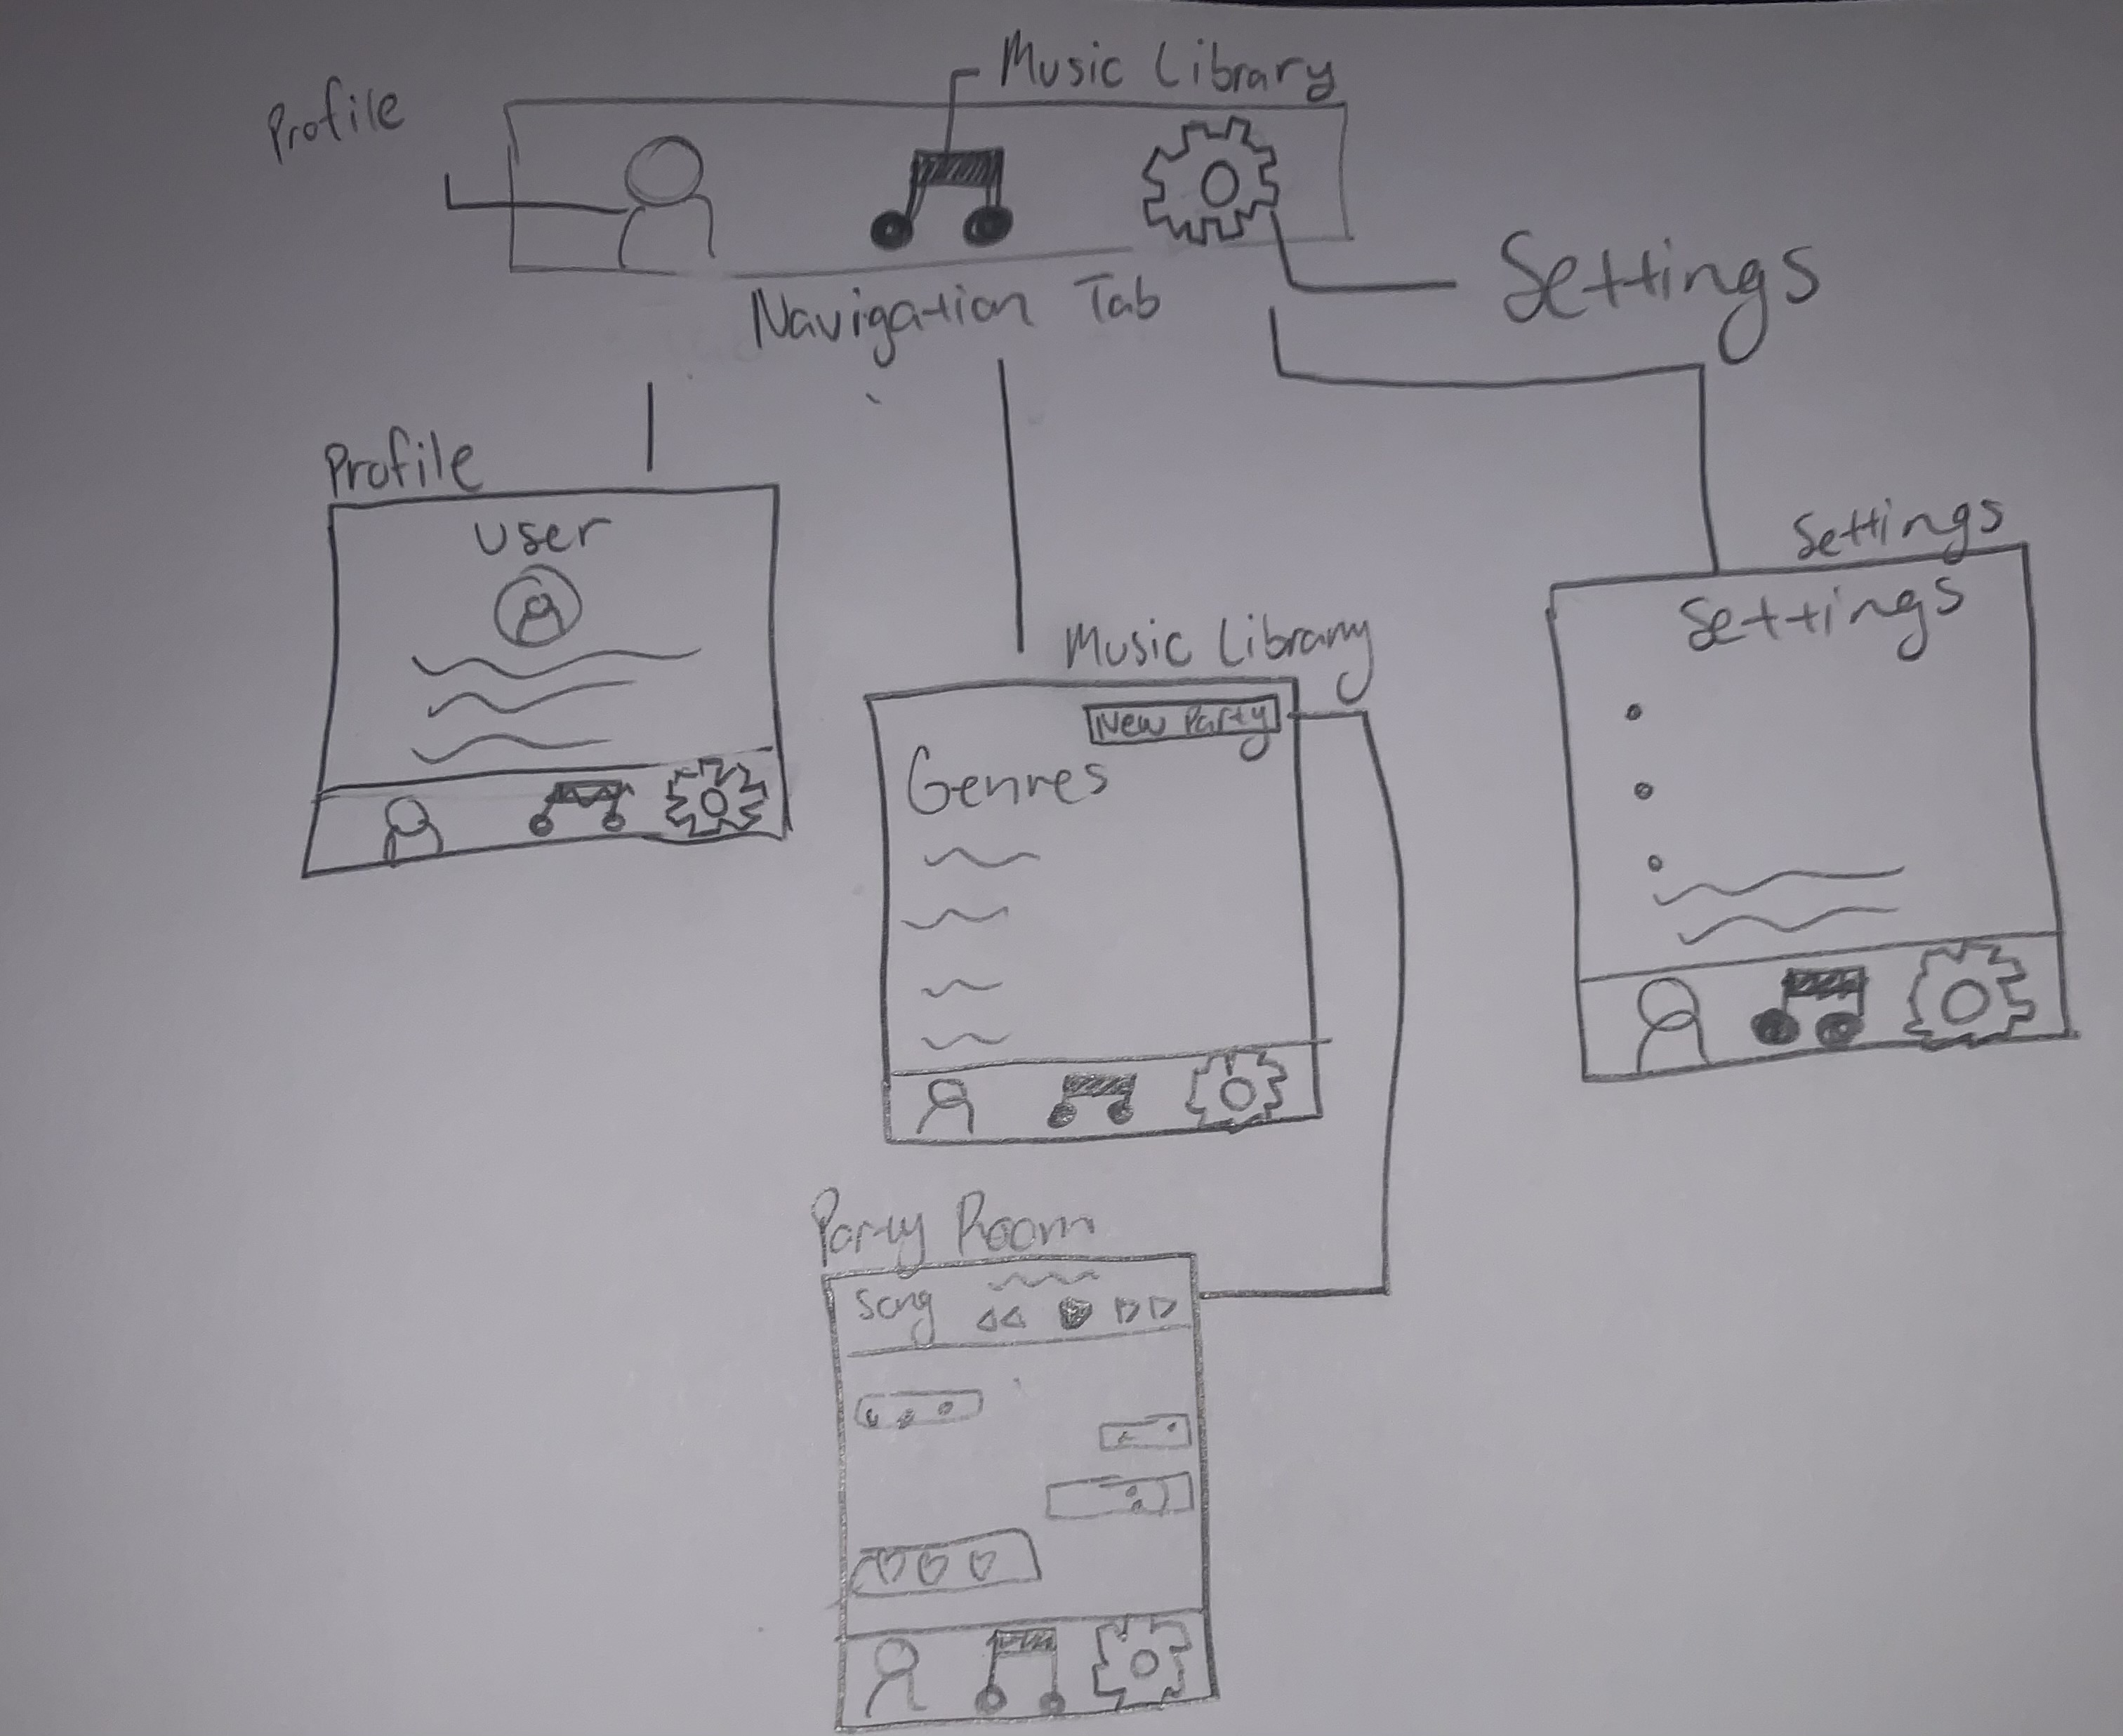 Music Library
Profile
Settings
Navigation Tab
Profile
User
Settings
Settings
Music Library
New Party
Genres
Party Room
Song